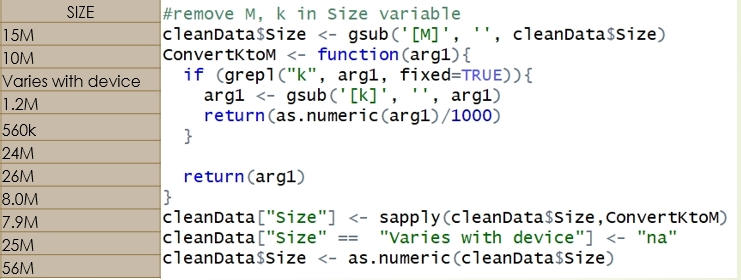 SIZE
15M
10M
Varies with device
1.2M
560k
24M
26M
8.0M
7.9M
25M
56M
#remove M, k in Size variable
cleanData$Size <- gsub('[M]', '', cleanData$Size)
ConvertKtoM <- function(arg1){
  if (grepl("k", arg1, fixed=TRUE)){
    arg1 <- gsub('[k]', '', arg1)
    return(as.numeric(arg1)/1000)
  }

  return(arg1)
}
cleanData["Size"] <- sapply(cleanData$Size,ConvertKtoM)
cleanData["Size" ==  "Varies with device"] <- "na"
cleanData$Size <- as.numeric(cleanData$Size)